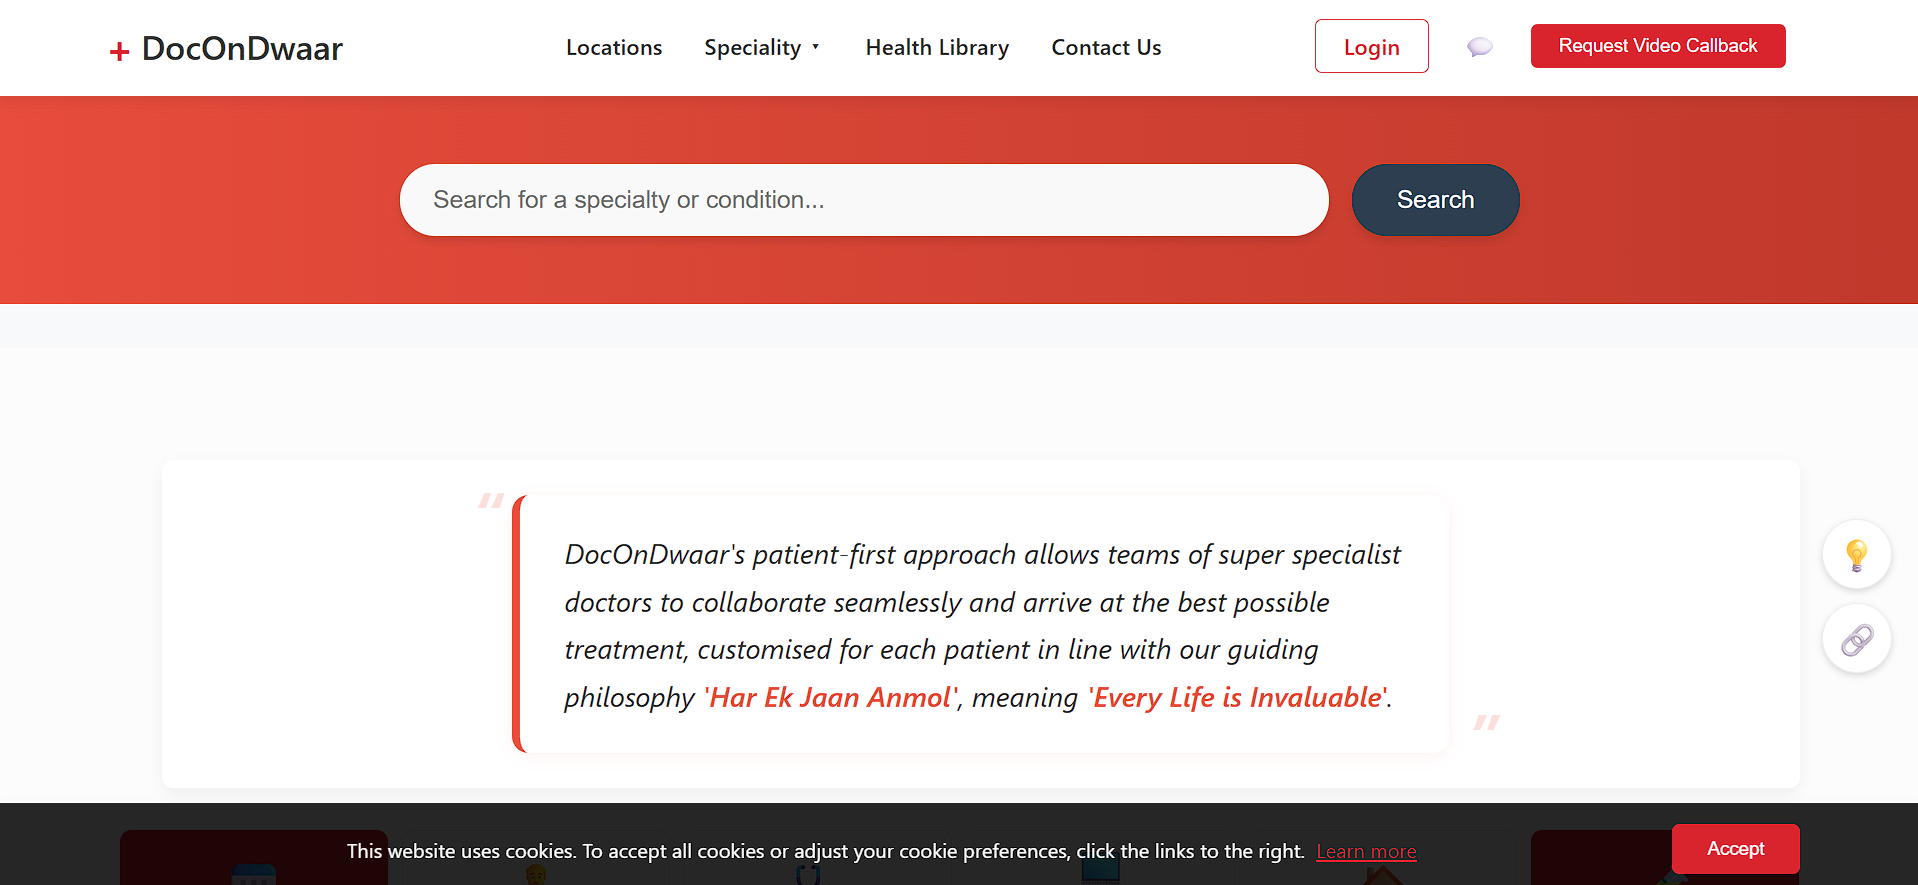 + DocOnDwaar
Locations Speciality ▼ Health Library Contact Us Login Request Video Callback
Search for a specialty or condition... Search
DocOnDwaar's patient-first approach allows teams of super specialist
doctors to collaborate seamlessly and arrive at the best possible
treatment, customised for each patient in line with our guiding
philosophy 'Har Ek Jaan Anmol', meaning 'Every Life is Invaluable'.
This website uses cookies. To accept all cookies or adjust your cookie preferences, click the links to the right. Learn more Accept